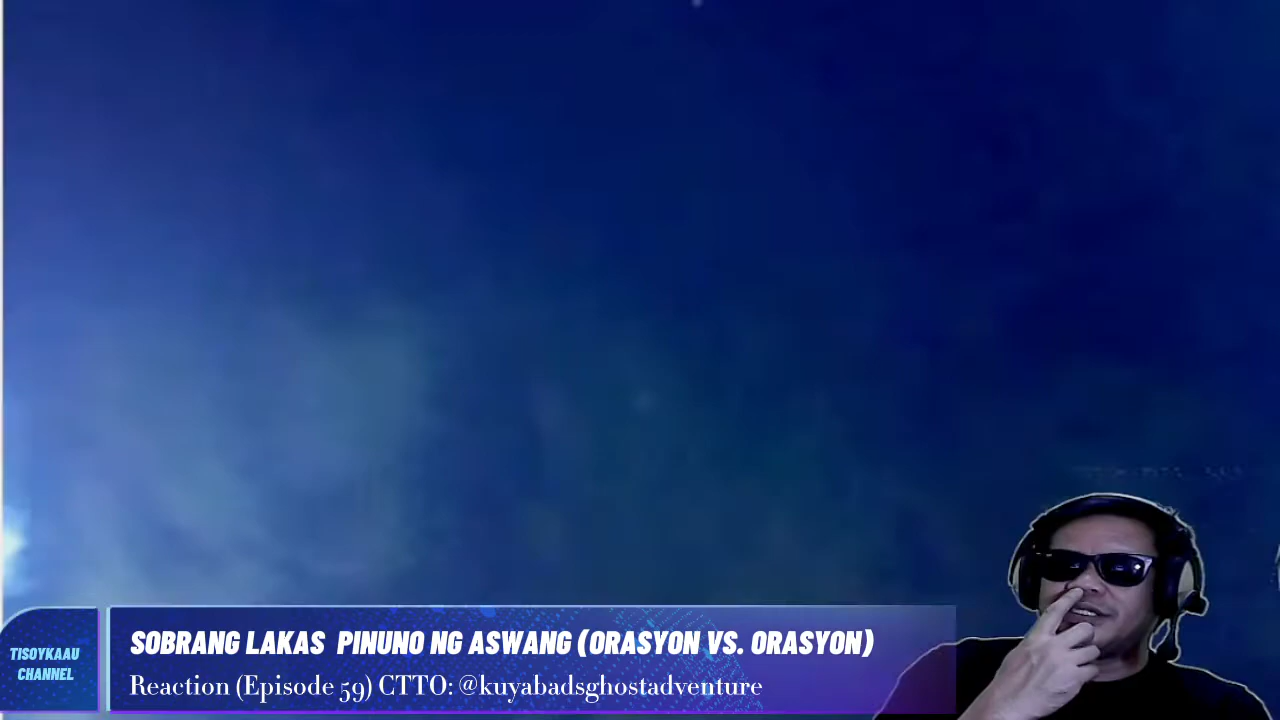 TISOYKAAU
CHANNEL
SOBRANG LAKAS PINUNO NG ASWANG (ORASYON VS. ORASYON)
Reaction (Episode 59) CTTO: @kuyabadsghostadventure